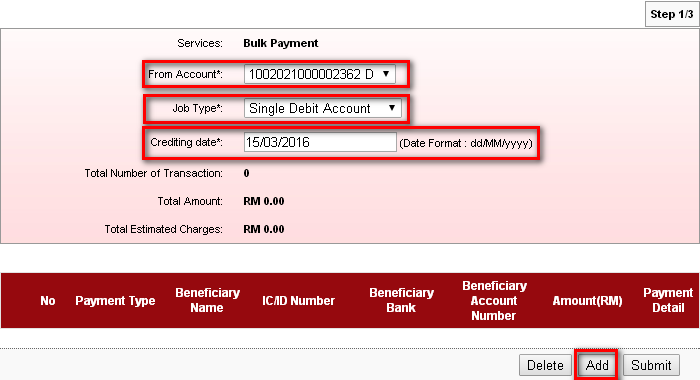 Step 1/3
Services: Bulk Payment
From Account*: 1002021000002362 D
Job Type*: Single Debit Account
Crediting date*: 15/03/2016 (Date Format : dd/MM/yyyy)
Total Number of Transaction: 0
Total Amount: RM 0.00
Total Estimated Charges: RM 0.00
No Payment Type Beneficiary Name IC/ID Number Beneficiary Bank Beneficiary Account Number Amount(RM) Payment Detail
Delete Add Submit